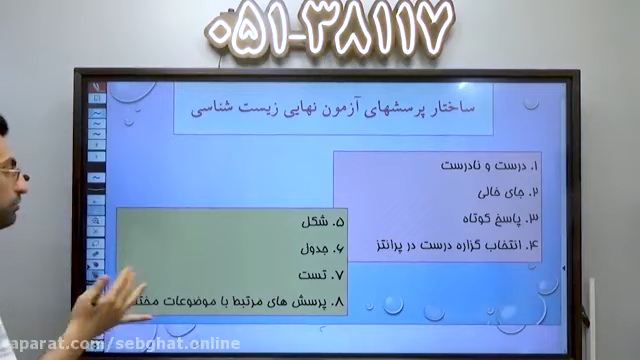 ۰۵۱-۳۸۱۱۷
ساختار پرسشهای آزمون نهایی زیست شناسی
۱. درست و نادرست
۲. جای خالی
۳. پاسخ کوتاه
۴. انتخاب گزاره درست در پرانتز
۵. شکل
۶. جدول
۷. تست
۸. پرسش های مرتبط با موضوعات
aparat.com/sebghat.online